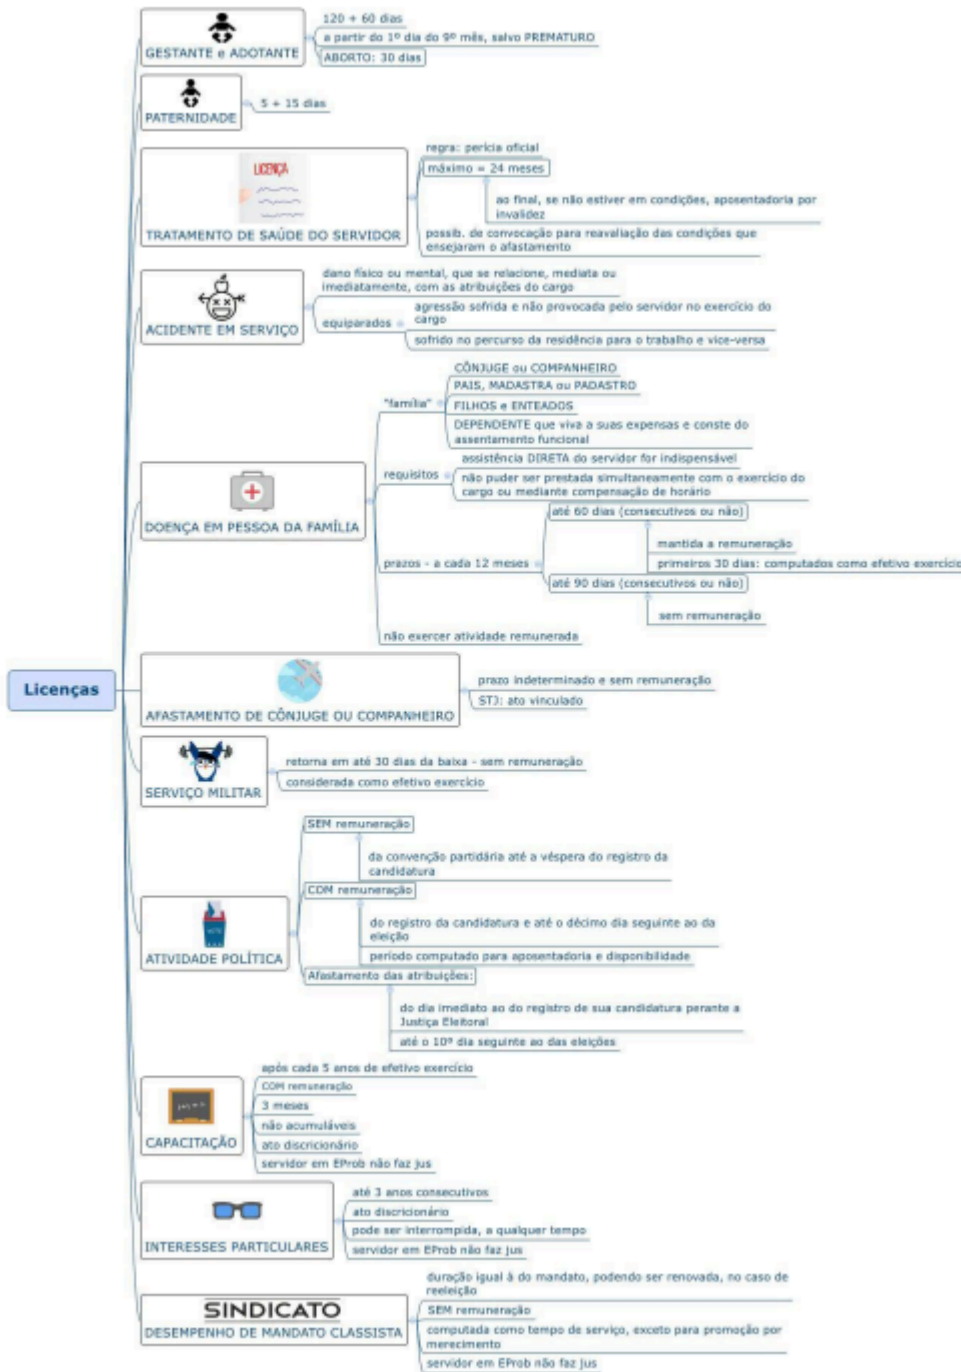 120 + 60 dias
a partir do 1º dia do 9º mês, salvo PREMATURO
GESTANTE e ADOTANTE
ABORTO: 30 dias
5 + 15 dias
PATERNIDADE
regra: perícia oficial
LICENÇA
máximo = 24 meses
ao final, se não estiver em condições, aposentadoria por
invalidez
TRATAMENTO DE SAÚDE DO SERVIDOR
possib. de convocação para reavaliação das condições que
ensejaram o afastamento
dano físico ou mental, que se relacione, mediata ou
imediatamente, com as atribuições do cargo
ACIDENTE EM SERVIÇO
equiparados
agressão sofrida e não provocada pelo servidor no exercício do
cargo
sofrido no percurso da residência para o trabalho e vice-versa
"família"
CÔNJUGE ou COMPANHEIRO
PAIS, MADASTRA ou PADASTRO
FILHOS e ENTEADOS
DEPENDENTE que viva a suas expensas e conste do
assentamento funcional
requisitos
assistência DIRETA do servidor for indispensável
não puder ser prestada simultaneamente com o exercício do
cargo ou mediante compensação de horário
DOENÇA EM PESSOA DA FAMÍLIA
prazos - a cada 12 meses
até 60 dias (consecutivos ou não)
mantida a remuneração
primeiros 30 dias: computados como efetivo exercício
até 90 dias (consecutivos ou não)
sem remuneração
não exercer atividade remunerada
Licenças
prazo indeterminado e sem remuneração
AFASTAMENTO DE CÔNJUGE OU COMPANHEIRO
STJ: ato vinculado
retorna em até 30 dias da baixa - sem remuneração
SERVIÇO MILITAR
considerada como efetivo exercício
SEM remuneração
da convenção partidária até a véspera do registro da
candidatura
COM remuneração
do registro da candidatura e até o décimo dia seguinte ao da
eleição
período computado para aposentadoria e disponibilidade
VOTE
ATIVIDADE POLÍTICA
Afastamento das atribuições:
do dia imediato ao do registro de sua candidatura perante a
Justiça Eleitoral
até o 10º dia seguinte ao das eleições
após cada 5 anos de efetivo exercício
COM remuneração
3 meses
não acumuláveis
CAPACITAÇÃO
ato discricionário
servidor em EProb não faz jus
até 3 anos consecutivos
ato discricionário
pode ser interrompida, a qualquer tempo
INTERESSES PARTICULARES
servidor em EProb não faz jus
duração igual à do mandato, podendo ser renovada, no caso de
reeleição
SINDICATO
SEM remuneração
DESEMPENHO DE MANDATO CLASSISTA
computada como tempo de serviço, exceto para promoção por
merecimento
servidor em EProb não faz jus